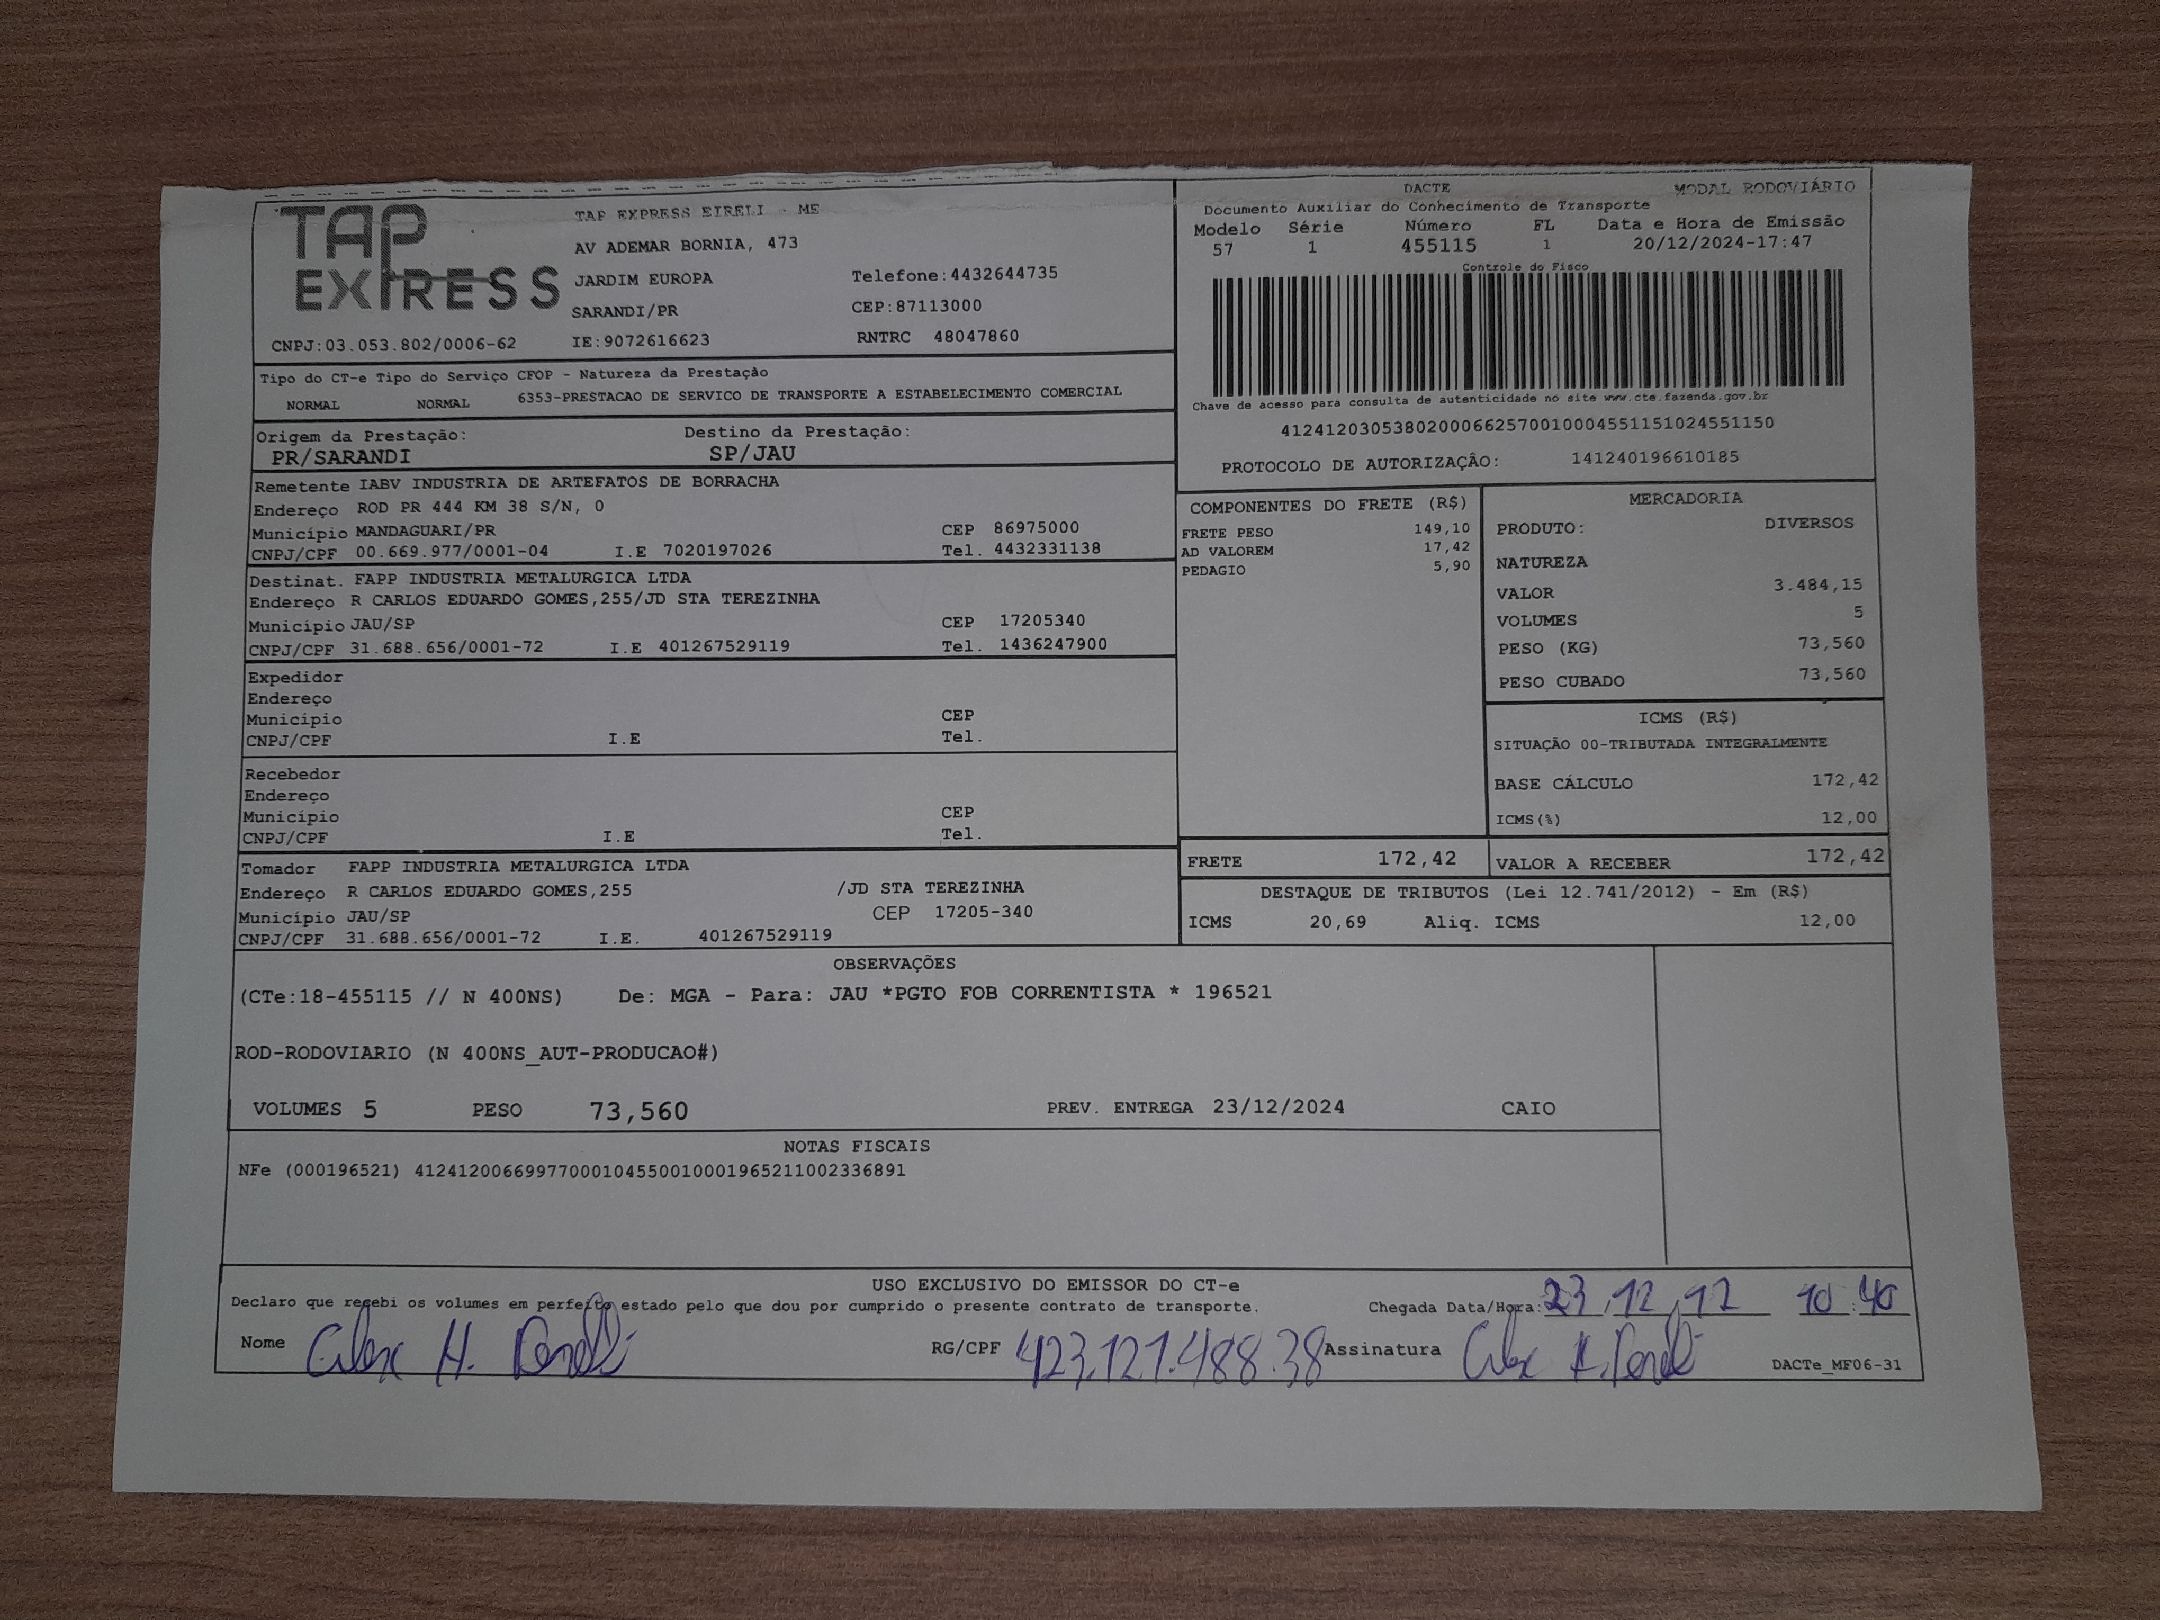 TAP
EXPRESS
TAP EXPRESS EIRELI - ME
AV ADEMAR BORNIA, 473
JARDIM EUROPA Telefone:4432644735
SARANDI/PR CEP:87113000
CNPJ:03.053.802/0006-62 IE:9072616623 RNTRC 48047860
DACTE MODAL RODOVIÁRIO
Documento Auxiliar do Conhecimento de Transporte
Modelo Série Número FL Data e Hora de Emissão
57 1 455115 1 20/12/2024-17:47
Controle do Fisco
Chave de acesso para consulta de autenticidade no site www.cte.fazenda.gov.br
41241203053802000662570010004551151024551150
PROTOCOLO DE AUTORIZAÇÂO: 141240196610185
Tipo do CT-e Tipo do Serviço CFOP - Natureza da Prestação
NORMAL NORMAL 6353-PRESTACAO DE SERVICO DE TRANSPORTE A ESTABELECIMENTO COMERCIAL
Origem da Prestação: Destino da Prestação:
PR/SARANDI SP/JAU
Remetente IABV INDUSTRIA DE ARTEFATOS DE BORRACHA
Endereço ROD PR 444 KM 38 S/N, 0
Município MANDAGUARI/PR CEP 86975000
CNPJ/CPF 00.669.977/0001-04 I.E 7020197026 Tel. 4432331138
Destinat. FAPP INDUSTRIA METALURGICA LTDA
Endereço R CARLOS EDUARDO GOMES,255/JD STA TEREZINHA
Município JAU/SP CEP 17205340
CNPJ/CPF 31.688.656/0001-72 I.E 401267529119 Tel. 1436247900
Expedidor
Endereço
Município CEP
CNPJ/CPF I.E Tel.
Recebedor
Endereço
Município CEP
CNPJ/CPF I.E Tel.
Tomador FAPP INDUSTRIA METALURGICA LTDA
Endereço R CARLOS EDUARDO GOMES,255 /JD STA TEREZINHA
Município JAU/SP CEP 17205-340
CNPJ/CPF 31.688.656/0001-72 I.E. 401267529119
COMPONENTES DO FRETE (R$)
FRETE PESO 149,10
AD VALOREM 17,42
PEDAGIO 5,90
MERCADORIA
PRODUTO: DIVERSOS
NATUREZA
VALOR 3.484,15
VOLUMES 5
PESO (KG) 73,560
PESO CUBADO 73,560
ICMS (R$)
SITUAÇÃO 00-TRIBUTADA INTEGRALMENTE
BASE CÁLCULO 172,42
ICMS(%) 12,00
FRETE 172,42 VALOR A RECEBER 172,42
DESTAQUE DE TRIBUTOS (Lei 12.741/2012) - Em (R$)
ICMS 20,69 Aliq. ICMS 12,00
OBSERVAÇÕES
(CTe:18-455115 // N 400NS) De: MGA - Para: JAU *PGTO FOB CORRENTISTA * 196521
ROD-RODOVIARIO (N 400NS_AUT-PRODUCAO#)
VOLUMES 5 PESO 73,560 PREV. ENTREGA 23/12/2024 CAIO
NOTAS FISCAIS
NFe (000196521) 41241200669977000104550010001965211002336891
USO EXCLUSIVO DO EMISSOR DO CT-e
Declaro que recebi os volumes em perfeito estado pelo que dou por cumprido o presente contrato de transporte. Chegada Data/Hora: 23/12/12 10:40
Nome Alex H. RG/CPF 423.121.488.38 Assinatura Alex H.
DACTe_MF06-31